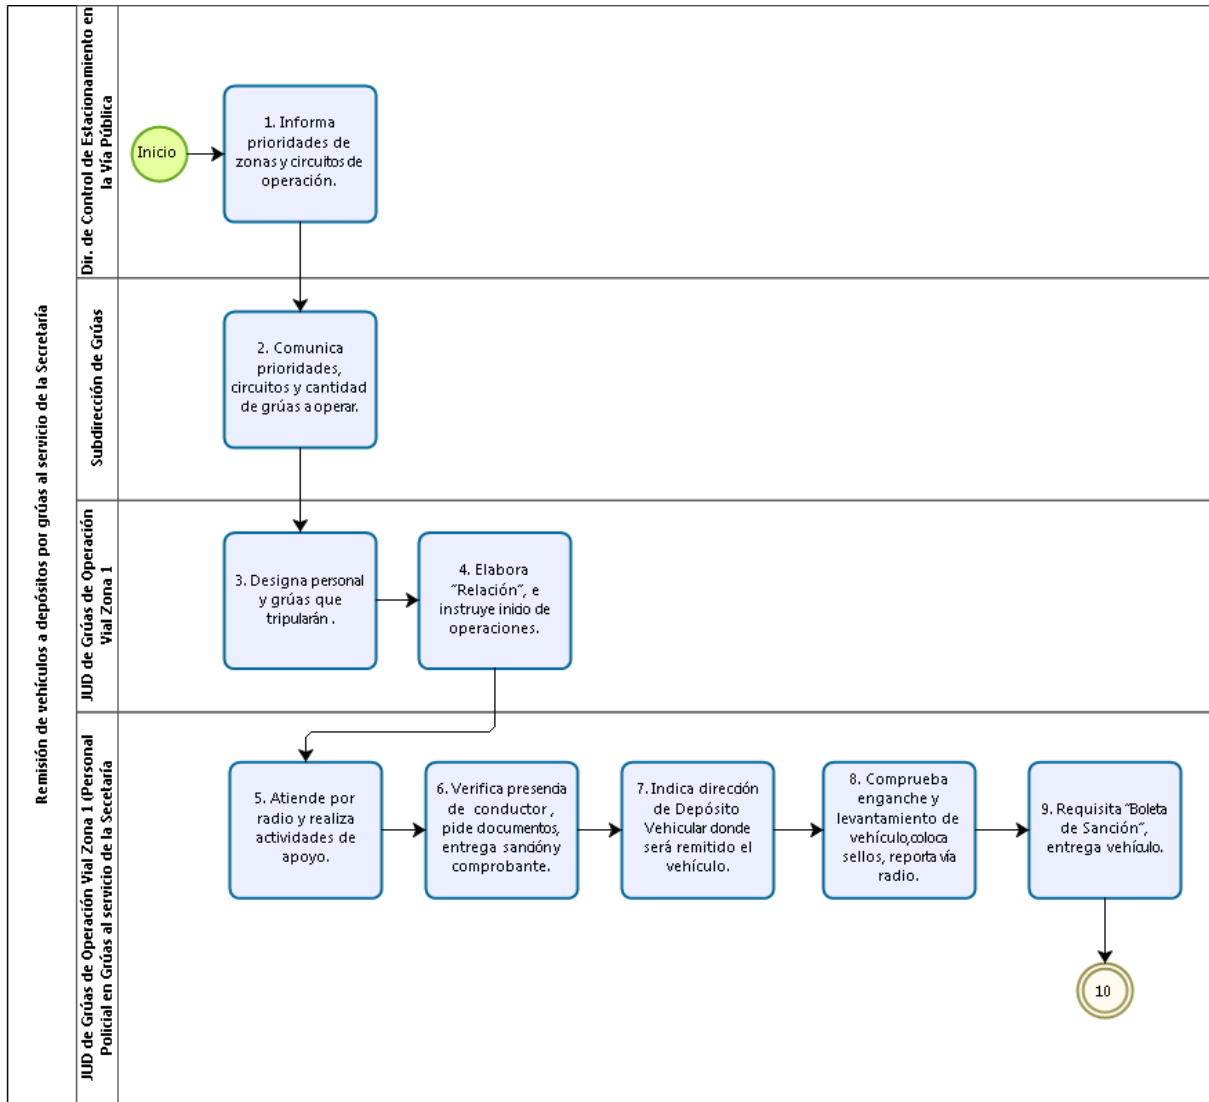 Remisión de vehículos a depósitos por grúas al servicio de la Secretaría
Dir. de Control de Estacionamiento en
la Vía Pública
Inicio
1. Informa
prioridades de
zonas y circuitos de
operación.
Subdirección de Grúas
2. Comunica
prioridades,
circuitos y cantidad
de grúas a operar.
JUD de Grúas de Operación
Vial Zona 1
3. Designa personal
y grúas que
tripularán .
4. Elabora
“Relación”, e
instruye inicio de
operaciones.
JUD de Grúas de Operación Vial Zona 1 (Personal
Policial en Grúas al servicio de la Secetaría
5. Atiende por
radio y realiza
actividades de
apoyo.
6. Verifica presencia
de conductor ,
pide documentos,
entrega sanción y
comprobante.
7. Indica dirección
de Depósito
Vehicular donde
será remitido el
vehículo.
8. Comprueba
enganche y
levantamiento de
vehículo,coloca
sellos, reporta vía
radio.
9. Requisita “Boleta
de Sanción”,
entrega vehículo.
10